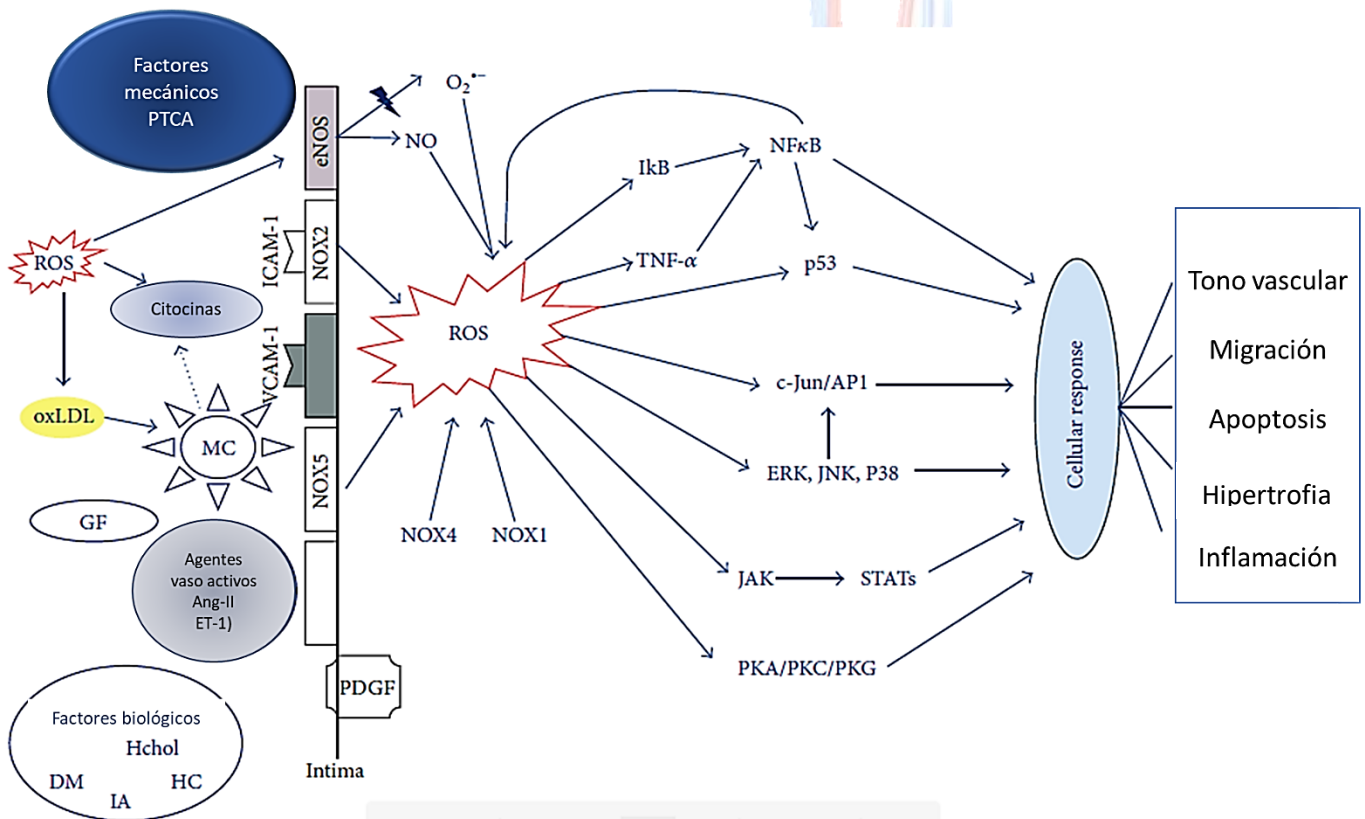 Factores
mecánicos
PTCA
ROS
Citocinas
oxLDL
MC
GF
Agentes
vaso activos
Ang-II
ET-1)
Factores biológicos
Hchol
DM
HC
IA
eNOS
ICAM-1
NOX2
VCAM-1
NOX5
PDGF
Intima
O₂•−
NO
ROS
NOX4
NOX1
IkB
NFκB
TNF-α
p53
c-Jun/AP1
ERK, JNK, P38
JAK
STATs
PKA/PKC/PKG
Cellular response
Tono vascular
Migración
Apoptosis
Hipertrofia
Inflamación